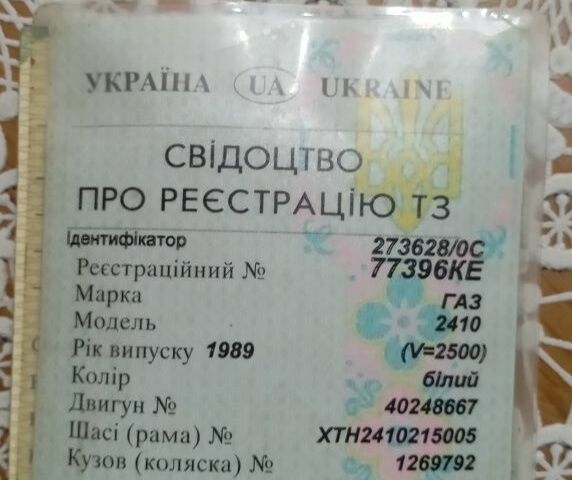 УКРАЇНА UA UKRAINE
СВІДОЦТВО
ПРО РЕЄСТРАЦІЮ ТЗ
Ідентифікатор 273628/0С
Реєстраційний № 77396КЕ
Марка ГАЗ
Модель 2410
Рік випуску 1989 (V=2500)
Колір білий
Двигун № 40248667
Шасі (рама) № ХТН2410215005
Кузов (коляска) № 1269792